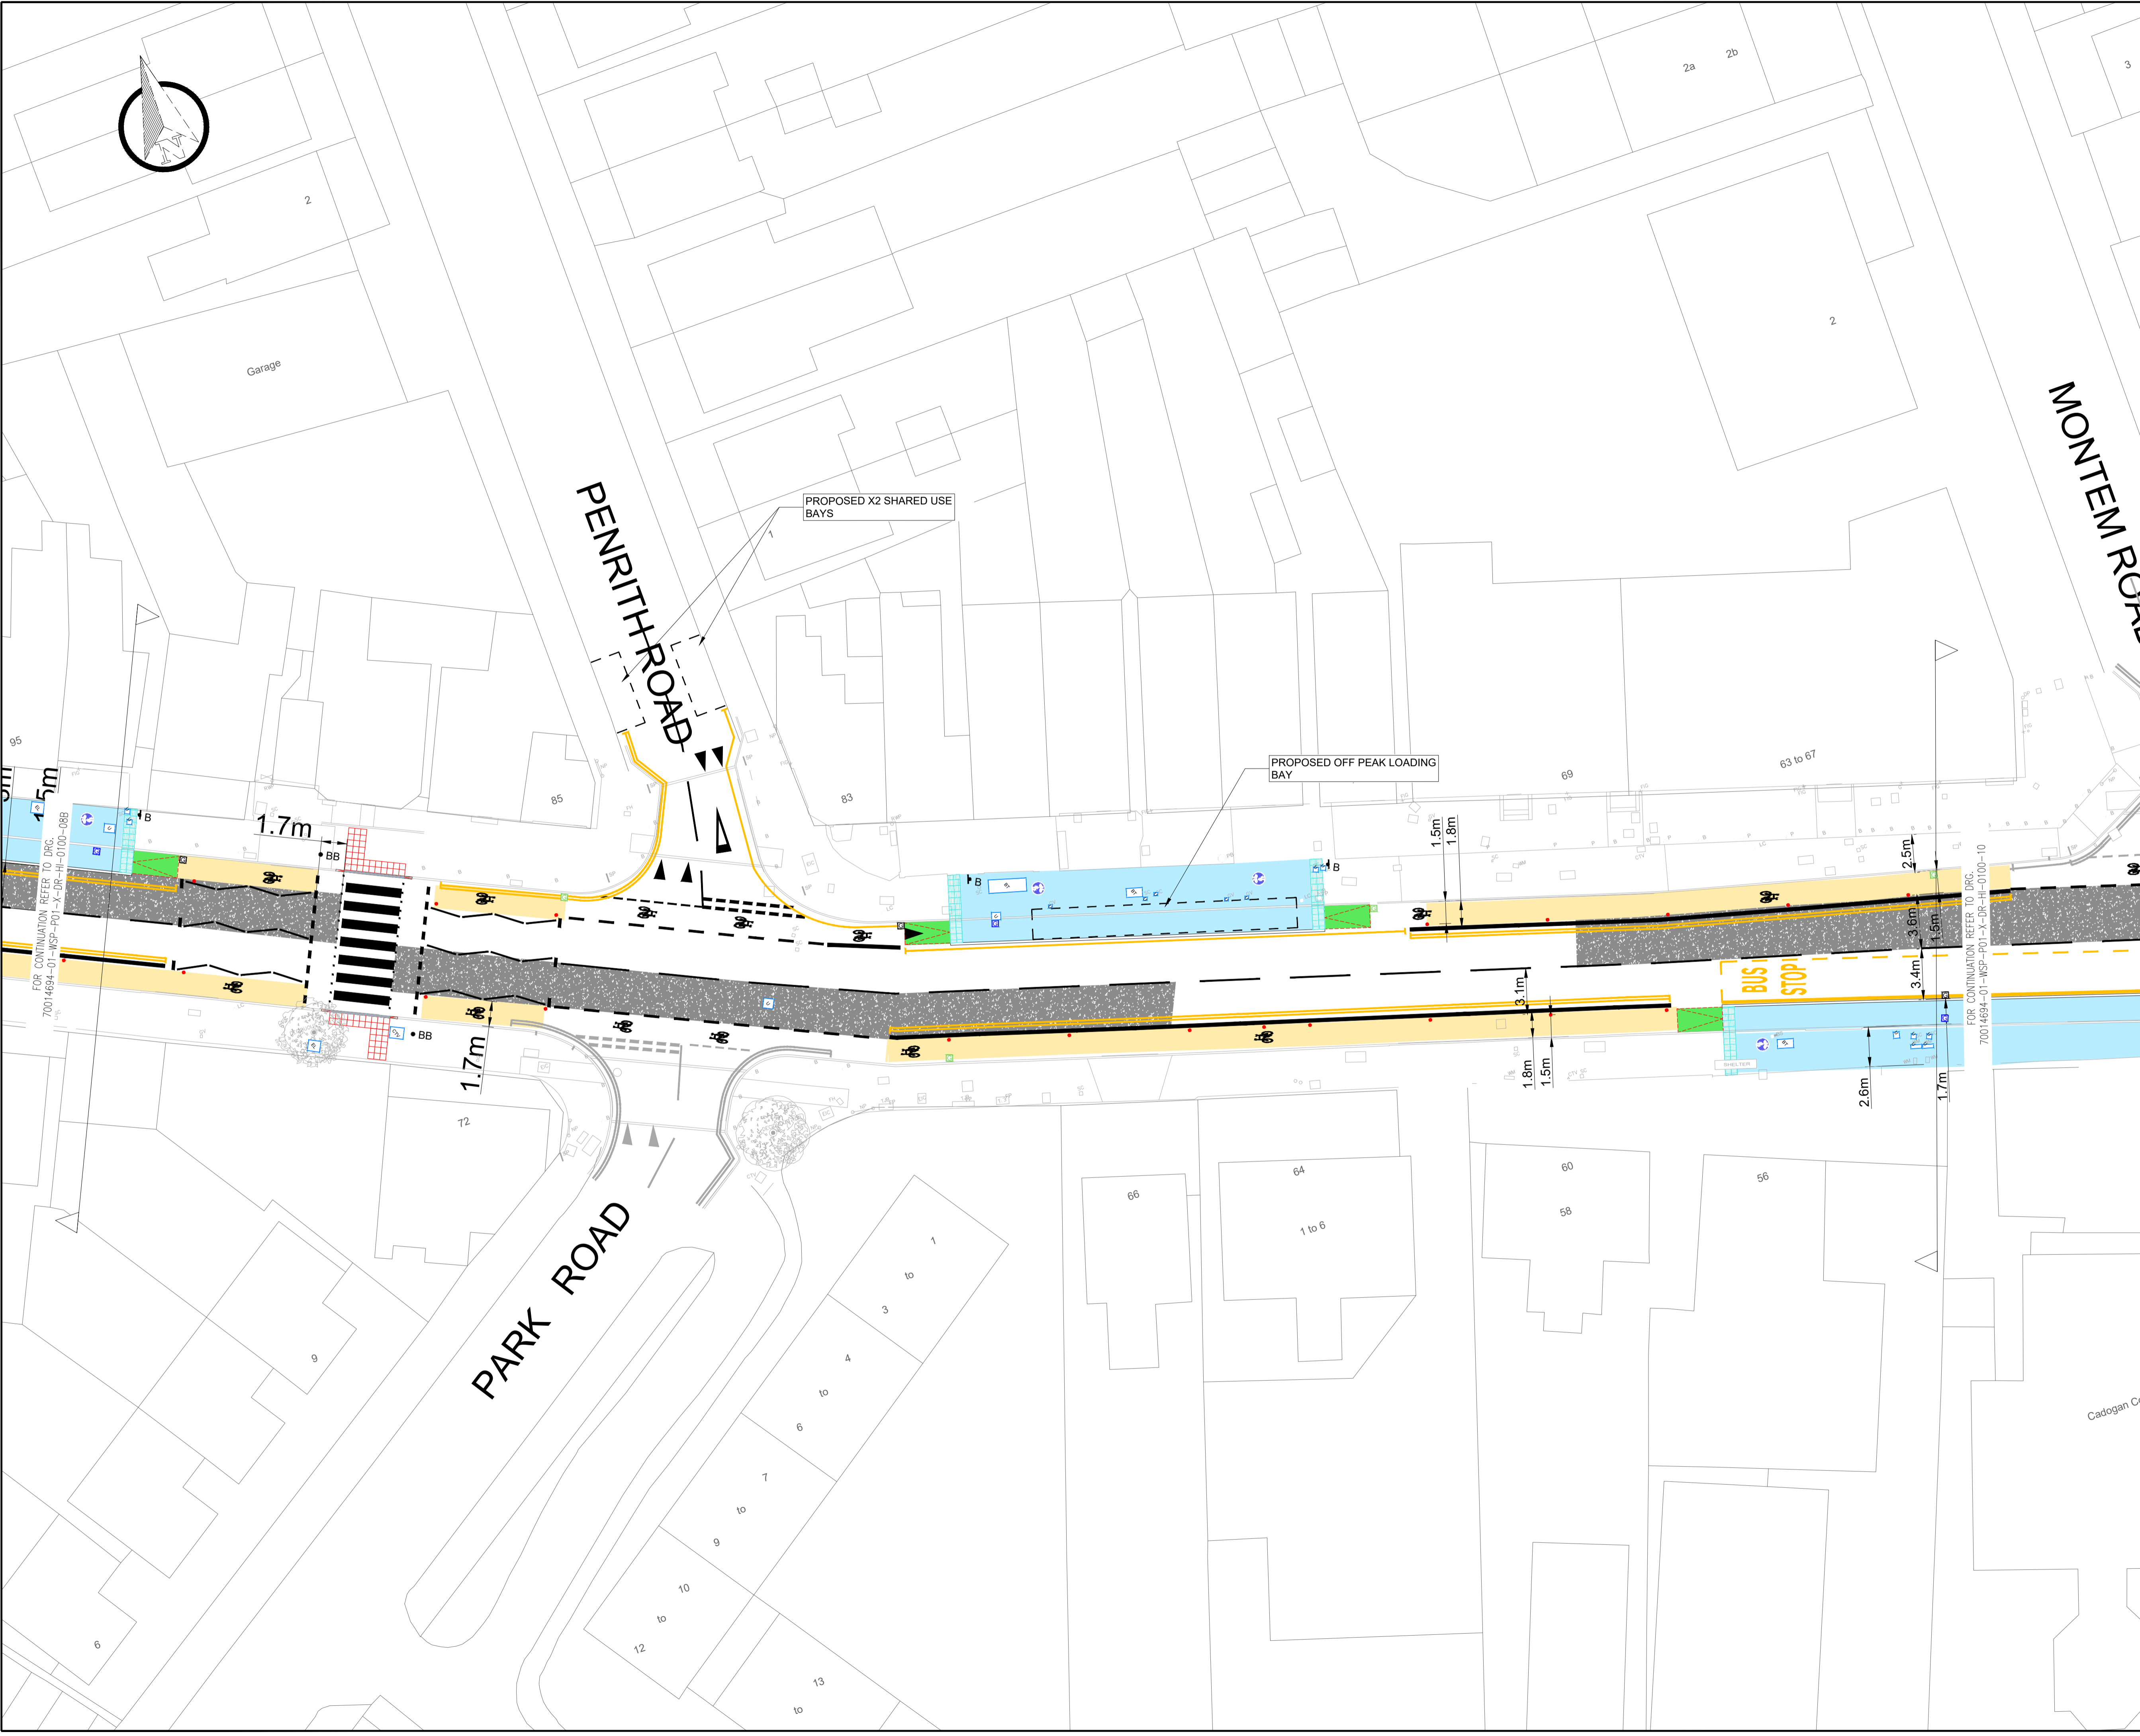 N
2
2a
2b
3
2
Garage
MONTEM ROAD
PENRITH ROAD
PROPOSED X2 SHARED USE
BAYS
1
95
85
83
PROPOSED OFF PEAK LOADING
BAY
69
63 to 67
1.5m
B
1.7m
BB
B
B
1.5m
1.8m
2.5m
3.6m
1.5m
3.4m
3.1m
BUS
STOP
FOR CONTINUATION REFER TO DRG.
70014694-01-WSP-P01-X-DR-HI-0100-08B
FOR CONTINUATION REFER TO DRG.
70014694-01-WSP-P01-X-DR-HI-0100-10
BB
1.7m
1.8m
1.5m
2.6m
1.7m
SHELTER
72
PARK ROAD
66
64
1 to 6
60
58
56
9
6
1
to
3
4
to
6
7
to
9
10
to
12
13
to